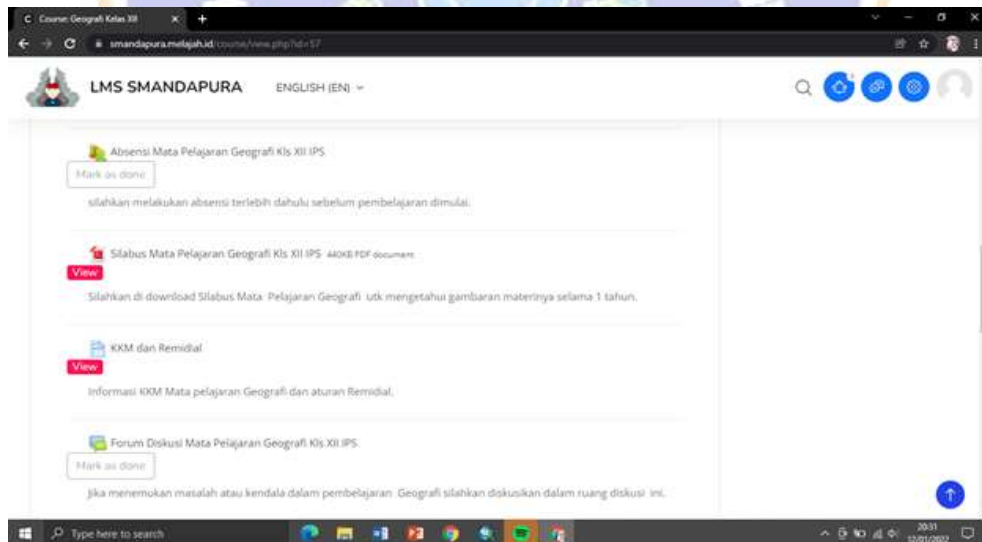 Course: Geografi Kelas XII
smandapura.melajah.id/course/view.php?id=57
LMS SMANDAPURA
ENGLISH (EN)
Absensi Mata Pelajaran Geografi Kls XII IPS
Mark as done
silahkan melakukan absensi terlebih dahulu sebelum pembelajaran dimulai.
Silabus Mata Pelajaran Geografi Kls XII IPS 440KB PDF document
View
Silahkan di download Silabus Mata Pelajaran Geografi utk mengetahui gambaran materinya selama 1 tahun.
KKM dan Remidial
View
Informasi KKM Mata pelajaran Geografi dan aturan Remidial.
Forum Diskusi Mata Pelajaran Geografi Kls XII IPS
Mark as done
Jika menemukan masalah atau kendala dalam pembelajaran Geografi silahkan diskusikan dalam ruang diskusi ini.
Type here to search
20:31
12/01/2022